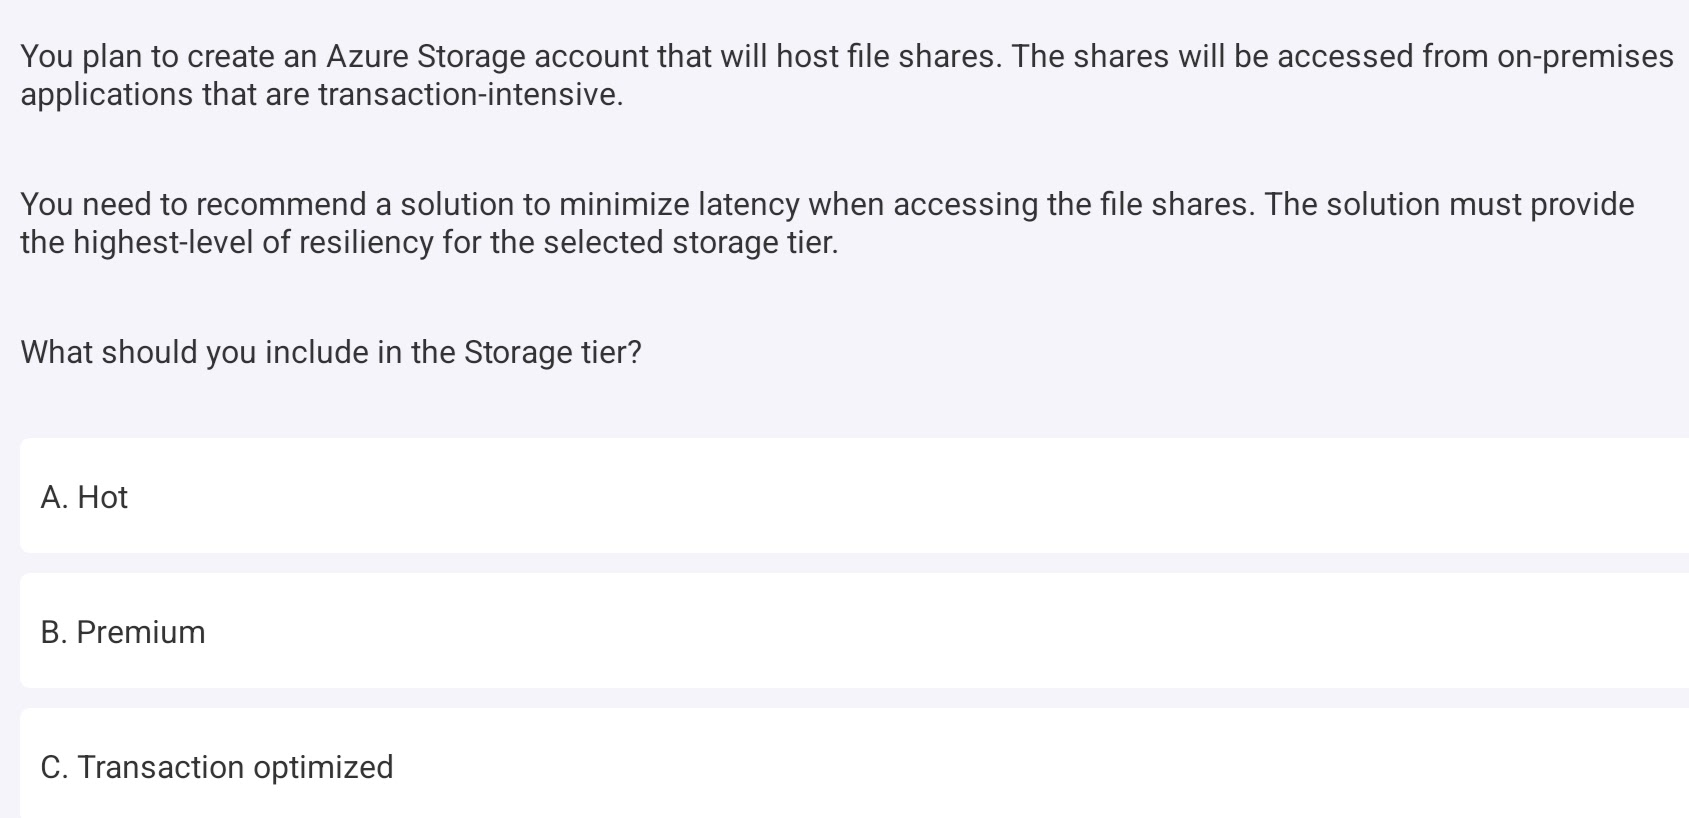 You plan to create an Azure Storage account that will host file shares. The shares will be accessed from on-premises
applications that are transaction-intensive.
You need to recommend a solution to minimize latency when accessing the file shares. The solution must provide
the highest-level of resiliency for the selected storage tier.
What should you include in the Storage tier?
A. Hot
B. Premium
C. Transaction optimized